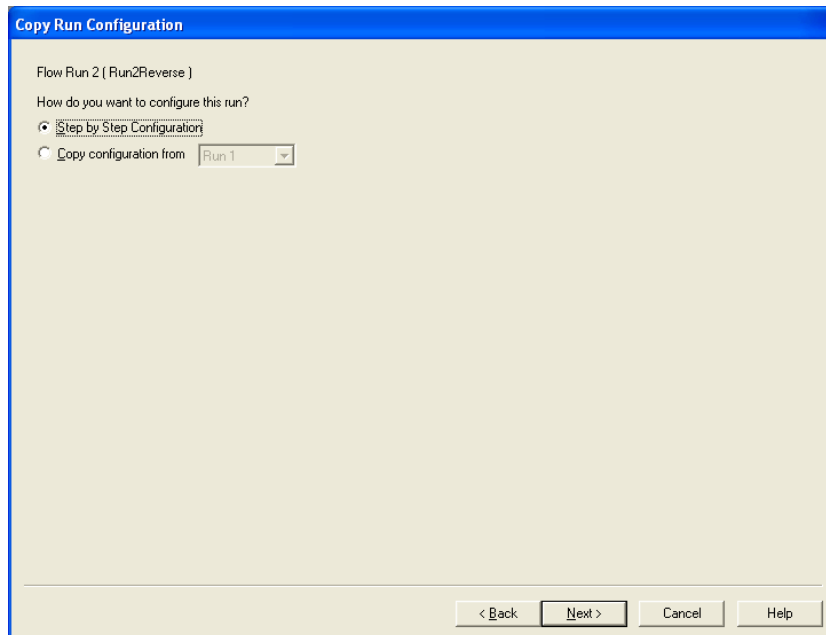 Copy Run Configuration
Flow Run 2 ( Run2Reverse )
How do you want to configure this run?
Step by Step Configuration
Copy configuration from Run 1
< Back Next > Cancel Help